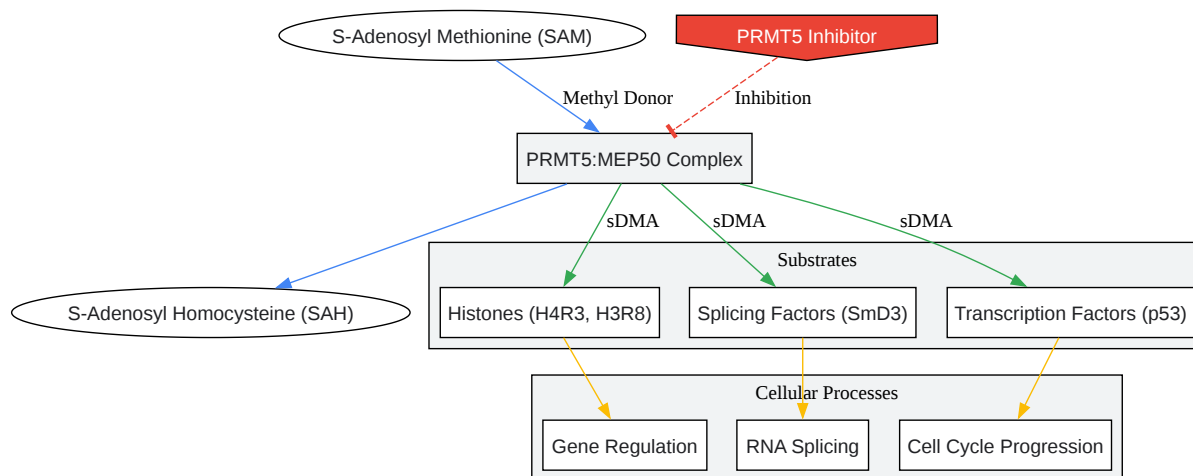 S-Adenosyl Methionine (SAM)
PRMT5 Inhibitor
Methyl Donor
Inhibition
PRMT5:MEP50 Complex
sDMA
sDMA
sDMA
Substrates
S-Adenosyl Homocysteine (SAH)
Histones (H4R3, H3R8)
Splicing Factors (SmD3)
Transcription Factors (p53)
Cellular Processes
Gene Regulation
RNA Splicing
Cell Cycle Progression